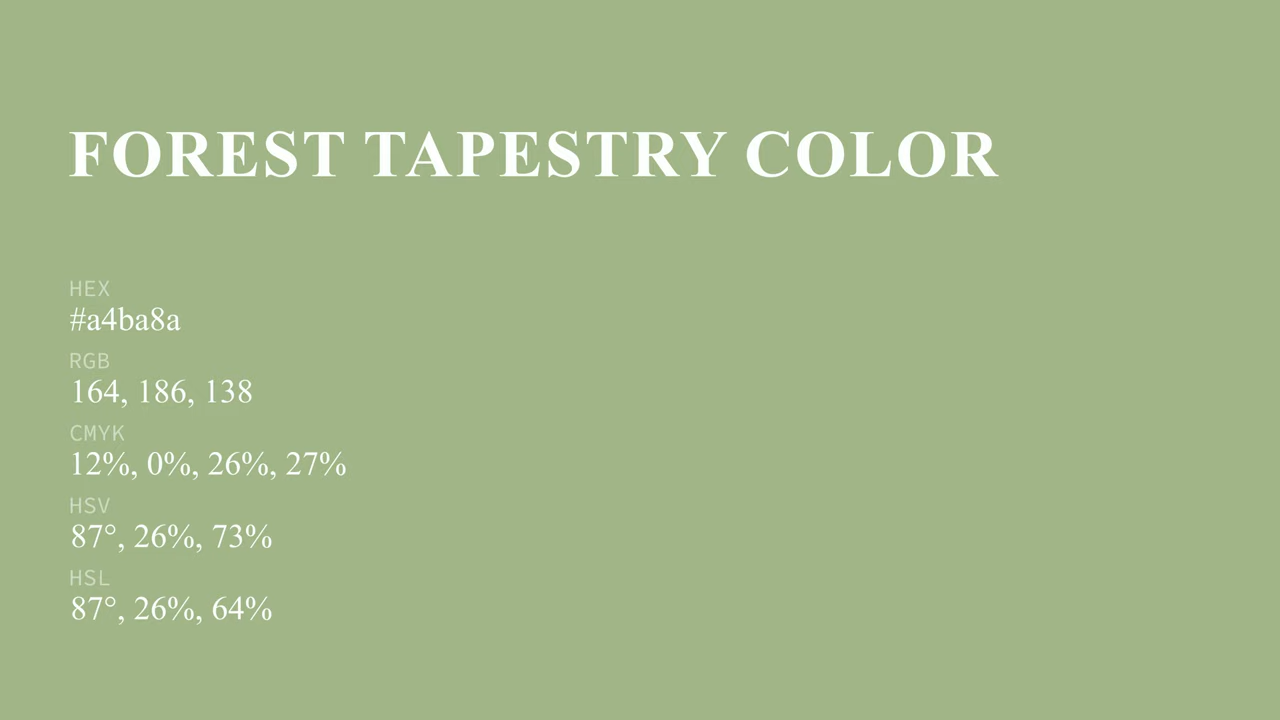 FOREST TAPESTRY COLOR
HEX
#a4ba8a
RGB
164, 186, 138
CMYK
12%, 0%, 26%, 27%
HSV
87°, 26%, 73%
HSL
87°, 26%, 64%